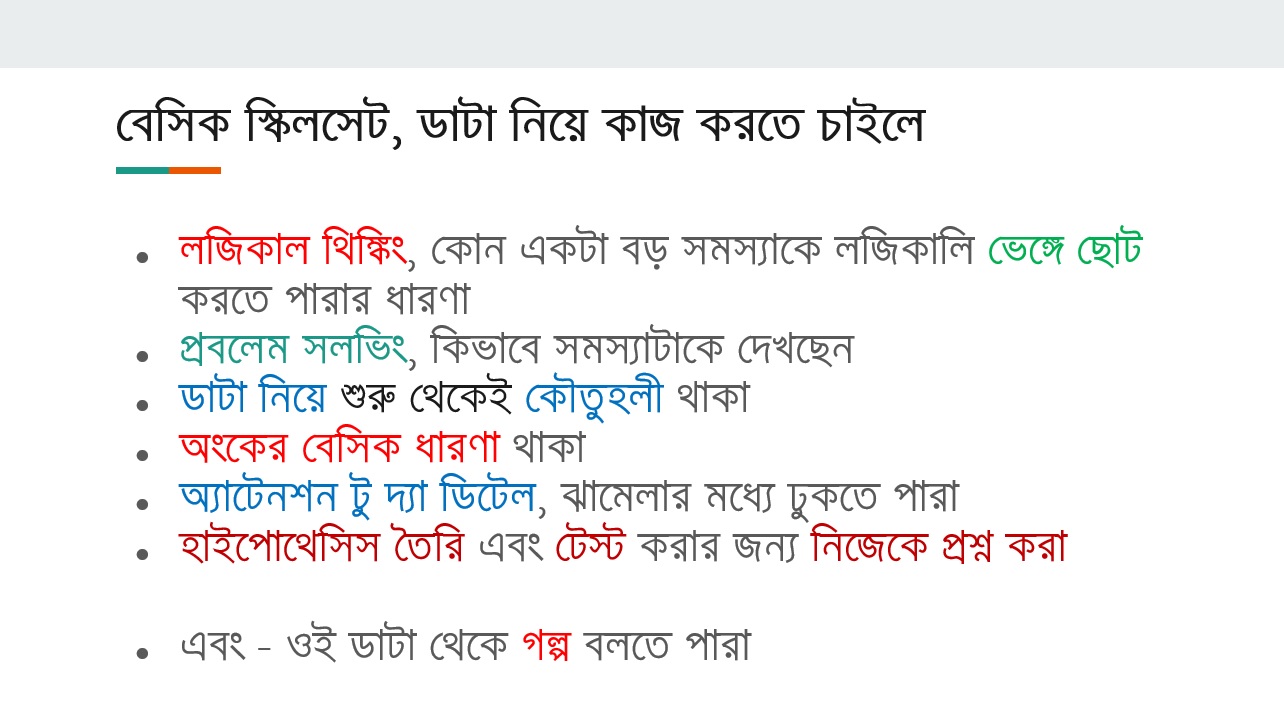 বেসিক স্কিলসেট, ডাটা নিয়ে কাজ করতে চাইলে
● লজিকাল থিঙ্কিং, কোন একটা বড় সমস্যাকে লজিকালি ভেঙ্গে ছোট
করতে পারার ধারণা
● প্রবলেম সলভিং, কিভাবে সমস্যাটাকে দেখছেন
● ডাটা নিয়ে শুরু থেকেই কৌতুহলী থাকা
● অংকের বেসিক ধারণা থাকা
● অ্যাটেনশন টু দ্যা ডিটেল, ঝামেলার মধ্যে ঢুকতে পারা
● হাইপোথেসিস তৈরি এবং টেস্ট করার জন্য নিজেকে প্রশ্ন করা
● এবং - ওই ডাটা থেকে গল্প বলতে পারা